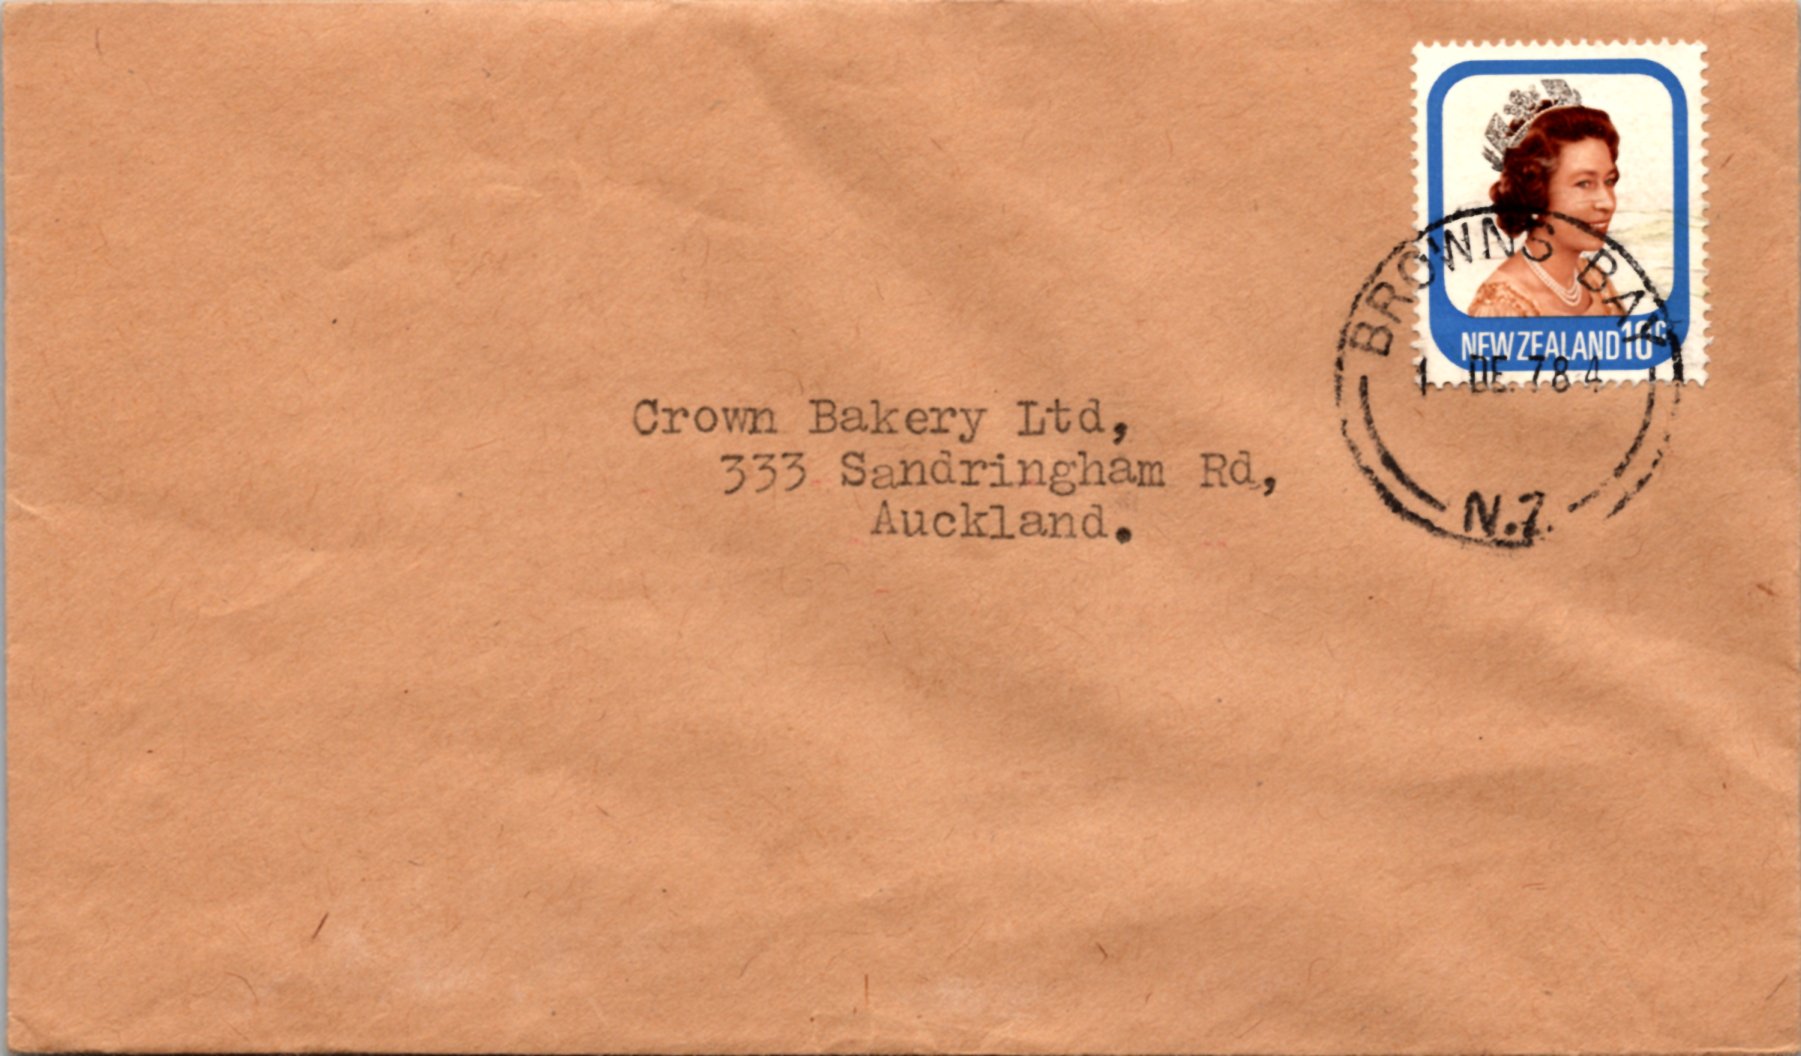 BROWNS BAY
NEW ZEALAND 10c
1 DE 78 4
N.Z.
Crown Bakery Ltd,
333 Sandringham Rd,
Auckland.